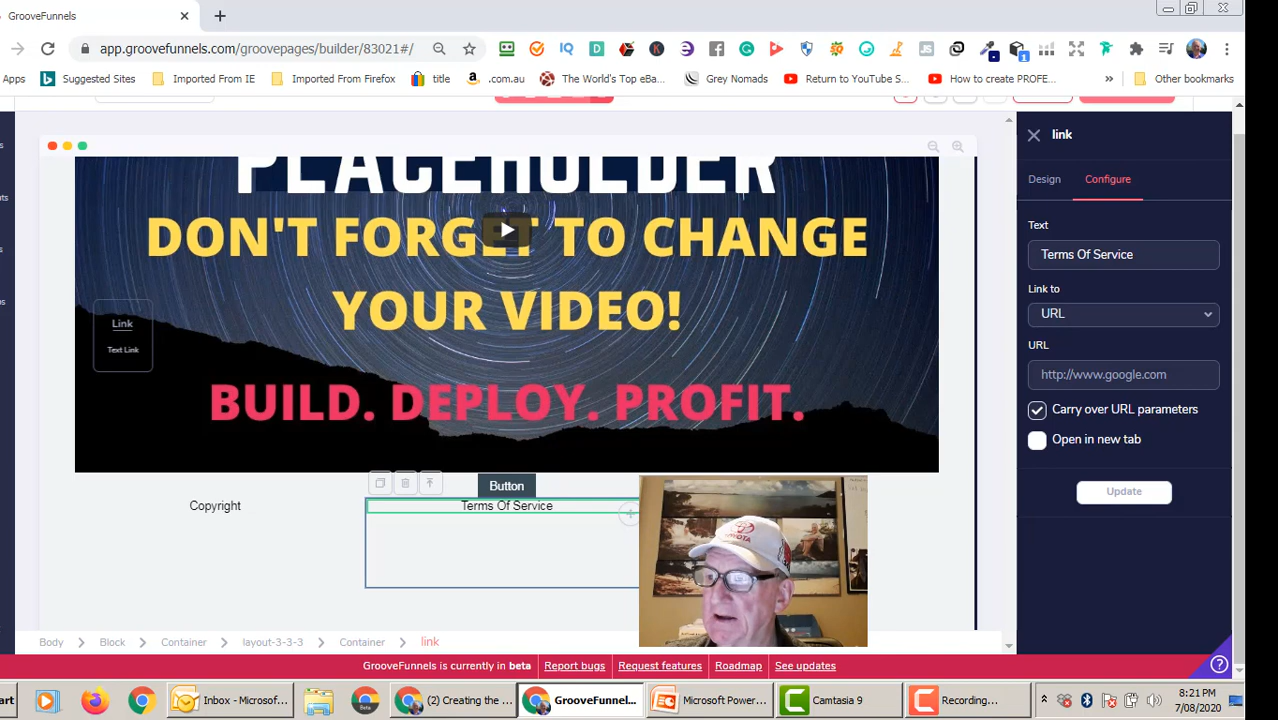 GrooveFunnels
app.groovefunnels.com/groovepages/builder/83021#/
Apps
Suggested Sites
Imported From IE
Imported From Firefox
title
.com.au
The World's Top eBa...
Grey Nomads
Return to YouTube S...
How to create PROFE...
Other bookmarks
PLACEHOLDER
DON'T FORGET TO CHANGE
YOUR VIDEO!
BUILD. DEPLOY. PROFIT.
Link
Text Link
Button
Copyright
Terms Of Service
TOYOTA
Body
Block
Container
layout-3-3-3
Container
link
link
Design
Configure
Text
Terms Of Service
Link to
URL
URL
http://www.google.com
Carry over URL parameters
Open in new tab
Update
GrooveFunnels is currently in beta
Report bugs
Request features
Roadmap
See updates
art
Inbox - Microsof...
Beta
(2) Creating the ...
GrooveFunnel...
Microsoft Power...
Camtasia 9
Recording...
8:21 PM
7/08/2020